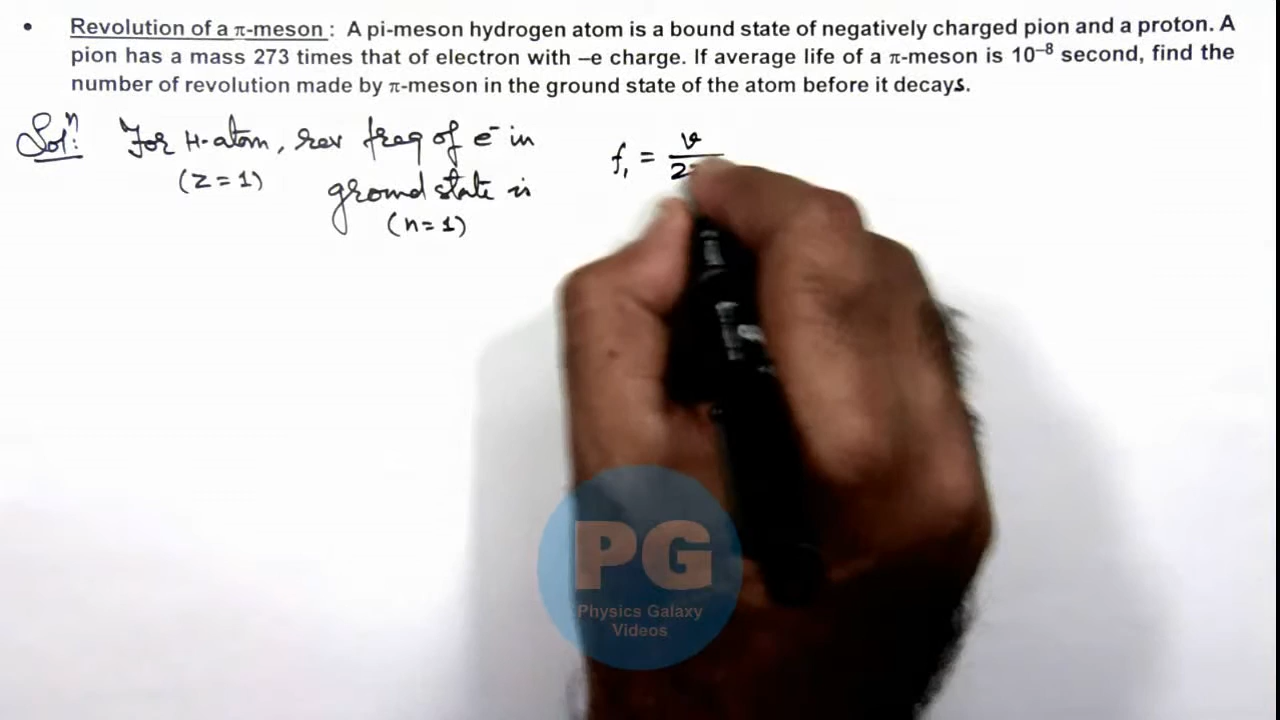 • Revolution of a π-meson : A pi-meson hydrogen atom is a bound state of negatively charged pion and a proton. A
pion has a mass 273 times that of electron with –e charge. If average life of a π-meson is 10⁻⁸ second, find the
number of revolution made by π-meson in the ground state of the atom before it decays.
Solⁿ: For H-atom, rev freq of e⁻ in
(Z=1) ground state is
(n=1)
f₁ = v/2
PG
Physics Galaxy
Videos